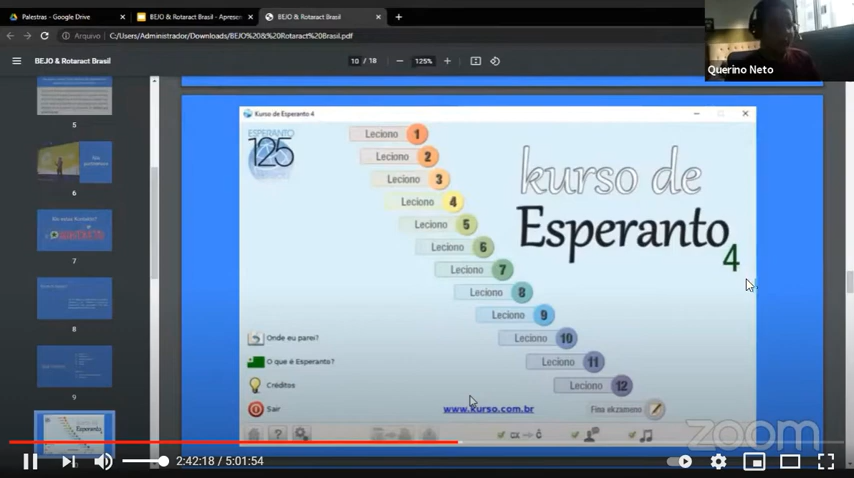 Palestras - Google Drive
BEJO & Rotaract Brasil - Aprese
BEJO & Rotaract Brasil
Arquivo
C:/Users/Administrador/Downloads/BEJO%20&%20Rotaract%20Brasil.pdf
BEJO & Rotaract Brasil
10 / 18
125%
Querino Neto
5
6
7
8
9
Kurso de Esperanto 4
ESPERANTO
125
Leciono 1
Leciono 2
Leciono 3
Leciono 4
Leciono 5
Leciono 6
Leciono 7
Leciono 8
Leciono 9
Leciono 10
Leciono 11
Leciono 12
kurso de
Esperanto
4
Onde eu parei?
O que é Esperanto?
Créditos
Sair
www.kurso.com.br
Fina ekzameno
cx → ĉ
zoom
2:42:18 / 5:01:54